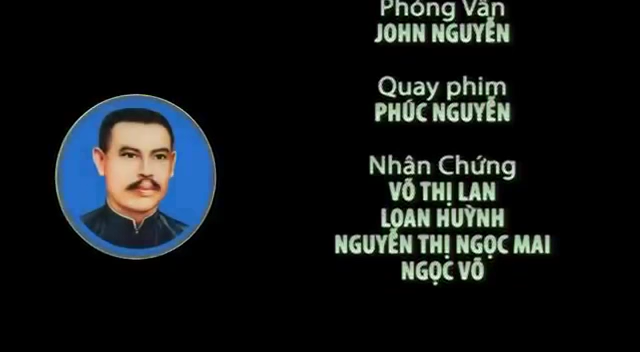 Phỏng Vấn
JOHN NGUYỄN
Quay phim
PHÚC NGUYỄN
Nhân Chứng
VÕ THỊ LAN
LOAN HUỲNH
NGUYỄN THỊ NGỌC MAI
NGỌC VÕ